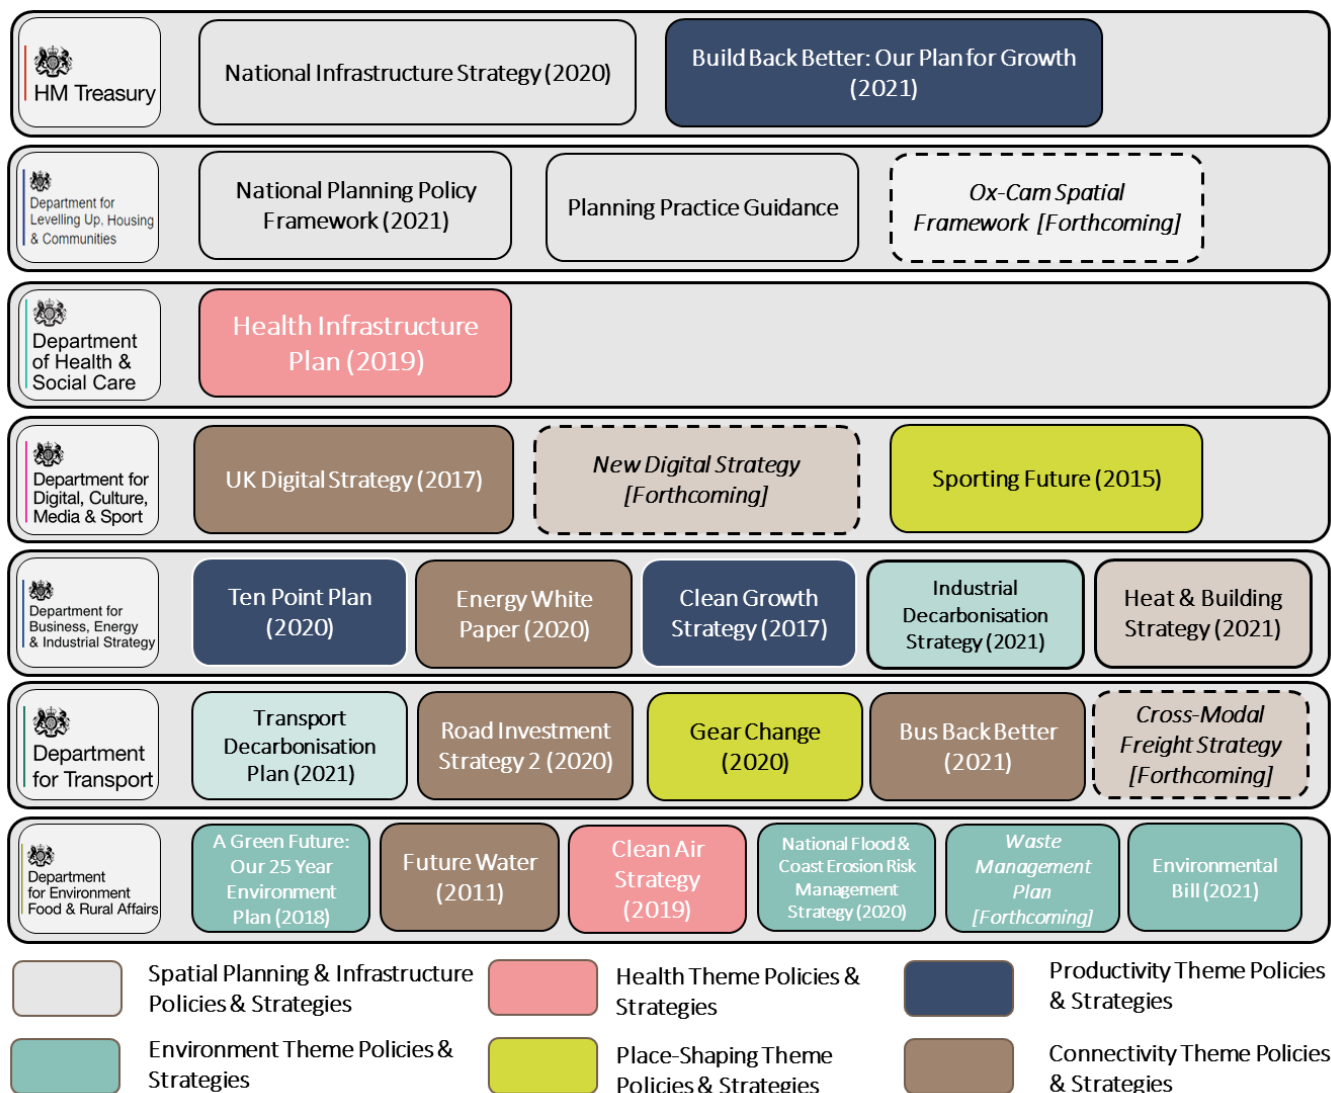 HM Treasury
National Infrastructure Strategy (2020)
Build Back Better: Our Plan for Growth
(2021)
Department for
Levelling Up, Housing
& Communities
National Planning Policy
Framework (2021)
Planning Practice Guidance
Ox-Cam Spatial
Framework [Forthcoming]
Department
of Health &
Social Care
Health Infrastructure
Plan (2019)
Department for
Digital, Culture,
Media & Sport
UK Digital Strategy (2017)
New Digital Strategy
[Forthcoming]
Sporting Future (2015)
Department for
Business, Energy
& Industrial Strategy
Ten Point Plan
(2020)
Energy White
Paper (2020)
Clean Growth
Strategy (2017)
Industrial
Decarbonisation
Strategy (2021)
Heat & Building
Strategy (2021)
Department
for Transport
Transport
Decarbonisation
Plan (2021)
Road Investment
Strategy 2 (2020)
Gear Change
(2020)
Bus Back Better
(2021)
Cross-Modal
Freight Strategy
[Forthcoming]
Department
for Environment
Food & Rural Affairs
A Green Future:
Our 25 Year
Environment
Plan (2018)
Future Water
(2011)
Clean Air
Strategy
(2019)
National Flood &
Coast Erosion Risk
Management
Strategy (2020)
Waste
Management
Plan
[Forthcoming]
Environmental
Bill (2021)
Spatial Planning & Infrastructure
Policies & Strategies
Health Theme Policies &
Strategies
Productivity Theme Policies
& Strategies
Environment Theme Policies &
Strategies
Place-Shaping Theme
Policies & Strategies
Connectivity Theme Policies
& Strategies